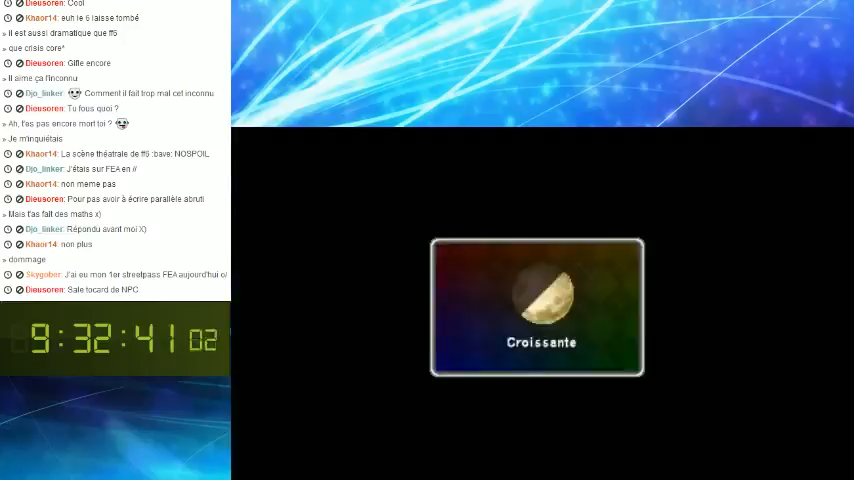 Dieusoren: Cool
Khaor14: euh le 6 laisse tombé
» il est aussi dramatique que ff6
» que crisis core*
Dieusoren: Gifle encore
» Il aime ça l'inconnu
Djo_linker: Comment il fait trop mal cet inconnu
Dieusoren: Tu fous quoi ?
» Ah, t'es pas encore mort toi ?
» Je m'inquiétais
Khaor14: La scène théatrale de ff6 :bave: NOSPOIL
Djo_linker: J'étais sur FEA en //
Khaor14: non meme pas
Dieusoren: Pour pas avoir à écrire parallèle abruti
» Mais t'as fait des maths x)
Djo_linker: Répondu avant moi X)
Khaor14: non plus
» dommage
Skygober: J'ai eu mon 1er streetpass FEA aujourd'hui o/
Dieusoren: Sale tocard de NPC
9:32:41 02
Croissante